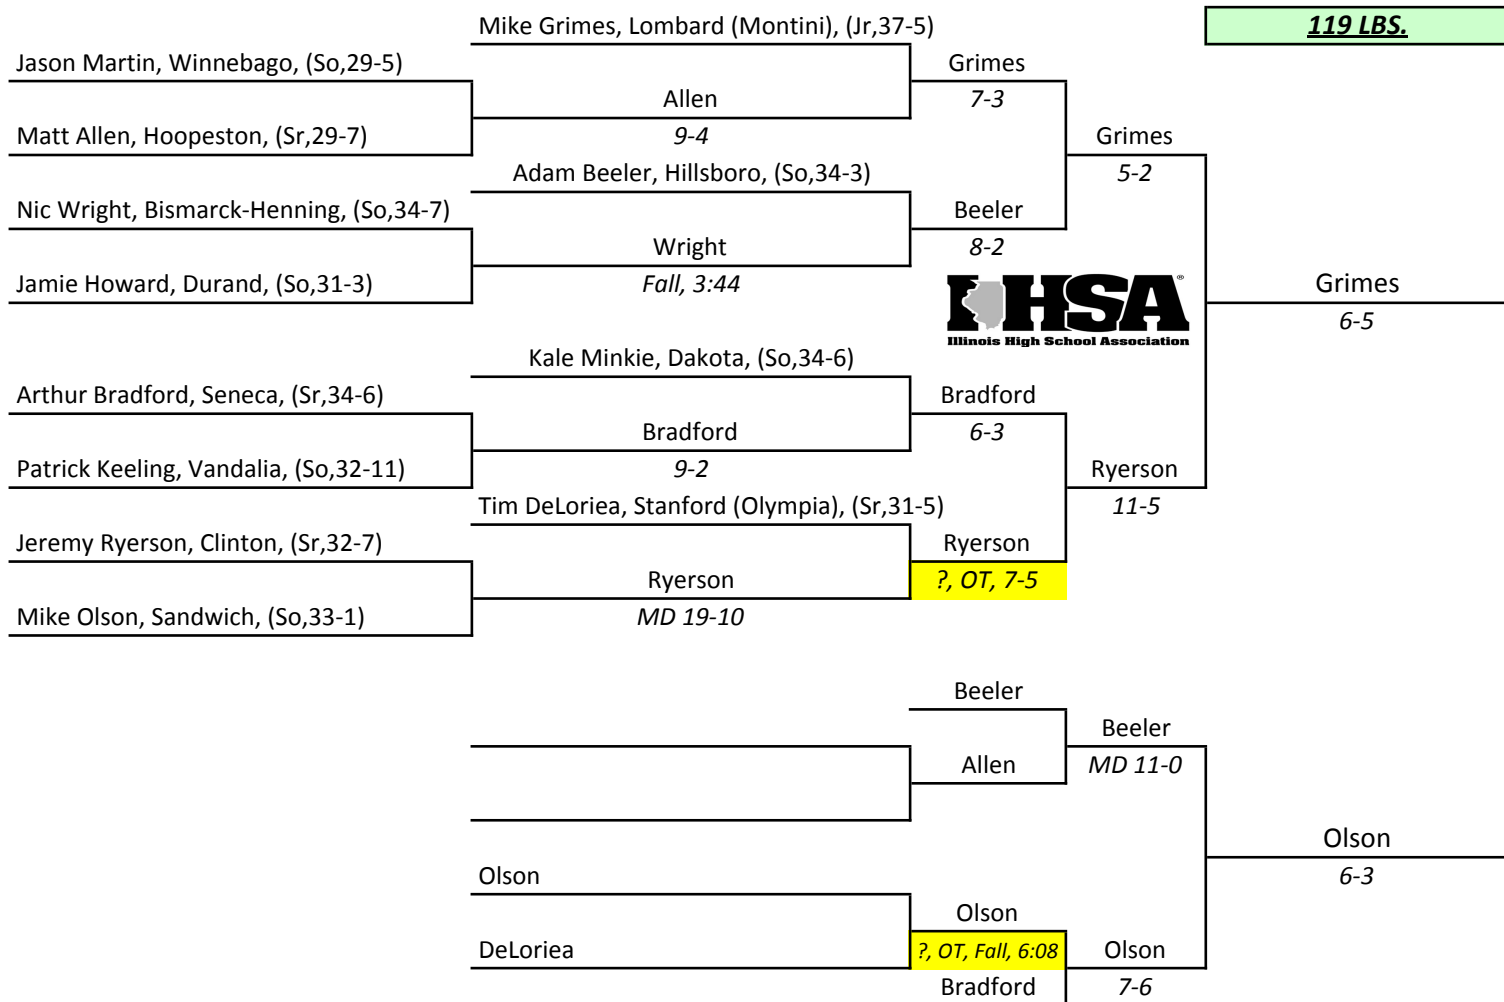 Mike Grimes, Lombard (Montini), (Jr,37-5)
119 LBS.
Jason Martin, Winnebago, (So,29-5)
Grimes
Allen
7-3
Matt Allen, Hoopeston, (Sr,29-7)
9-4
Grimes
Adam Beeler, Hillsboro, (So,34-3)
5-2
Nic Wright, Bismarck-Henning, (So,34-7)
Beeler
Wright
8-2
Jamie Howard, Durand, (So,31-3)
Fall, 3:44
IHSA
Illinois High School Association
Grimes
6-5
Kale Minkie, Dakota, (So,34-6)
Arthur Bradford, Seneca, (Sr,34-6)
Bradford
Bradford
6-3
Patrick Keeling, Vandalia, (So,32-11)
9-2
Ryerson
Tim DeLoriea, Stanford (Olympia), (Sr,31-5)
11-5
Jeremy Ryerson, Clinton, (Sr,32-7)
Ryerson
Ryerson
?, OT, 7-5
Mike Olson, Sandwich, (So,33-1)
MD 19-10
Beeler
Beeler
Allen
MD 11-0
Olson
6-3
Olson
Olson
DeLoriea
?, OT, Fall, 6:08
Olson
Bradford
7-6